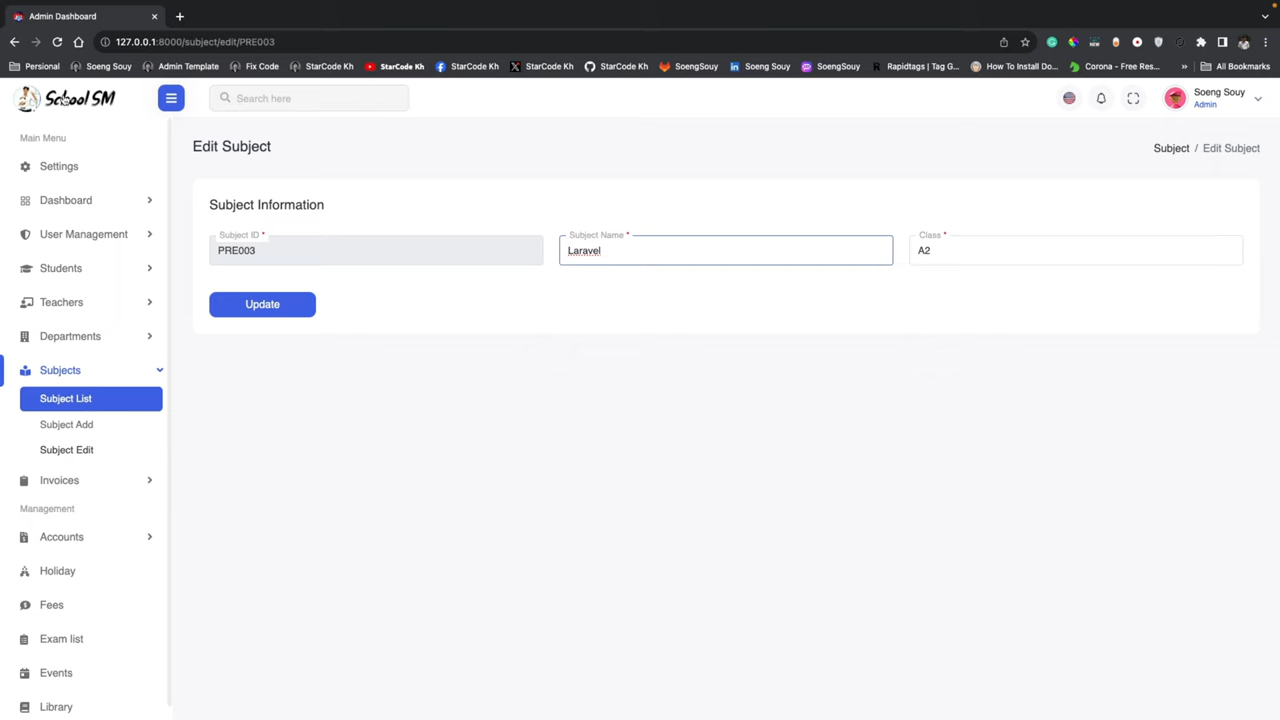 Admin Dashboard
127.0.0.1:8000/subject/edit/PRE003
Personal
Soeng Souy
Admin Template
Fix Code
StarCode Kh
StarCode Kh
StarCode Kh
StarCode Kh
StarCode Kh
SoengSouy
Soeng Souy
SoengSouy
Rapidtags | Tag G...
How To Install Do...
Corona - Free Res...
All Bookmarks
School SM
Search here
Soeng Souy
Admin
Main Menu
Settings
Dashboard
User Management
Students
Teachers
Departments
Subjects
Subject List
Subject Add
Subject Edit
Invoices
Management
Accounts
Holiday
Fees
Exam list
Events
Library
Edit Subject
Subject / Edit Subject
Subject Information
Subject ID *
PRE003
Subject Name *
Laravel
Class *
A2
Update